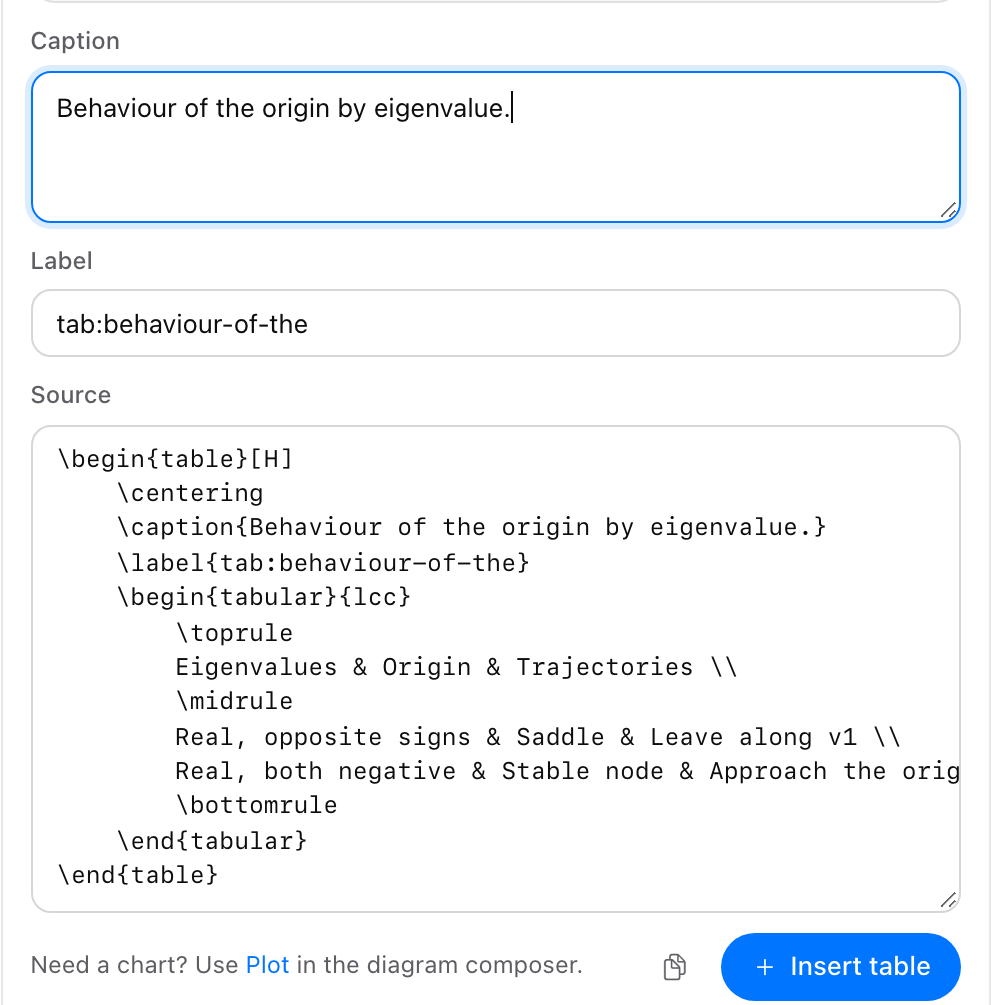 Caption
Behaviour of the origin by eigenvalue.
Label
tab:behaviour-of-the
Source
\begin{table}[H]
    \centering
    \caption{Behaviour of the origin by eigenvalue.}
    \label{tab:behaviour-of-the}
    \begin{tabular}{lcc}
        \toprule
        Eigenvalues & Origin & Trajectories \\
        \midrule
        Real, opposite signs & Saddle & Leave along v1 \\
        Real, both negative & Stable node & Approach the orig
        \bottomrule
    \end{tabular}
\end{table}
Need a chart? Use Plot in the diagram composer.
+ Insert table